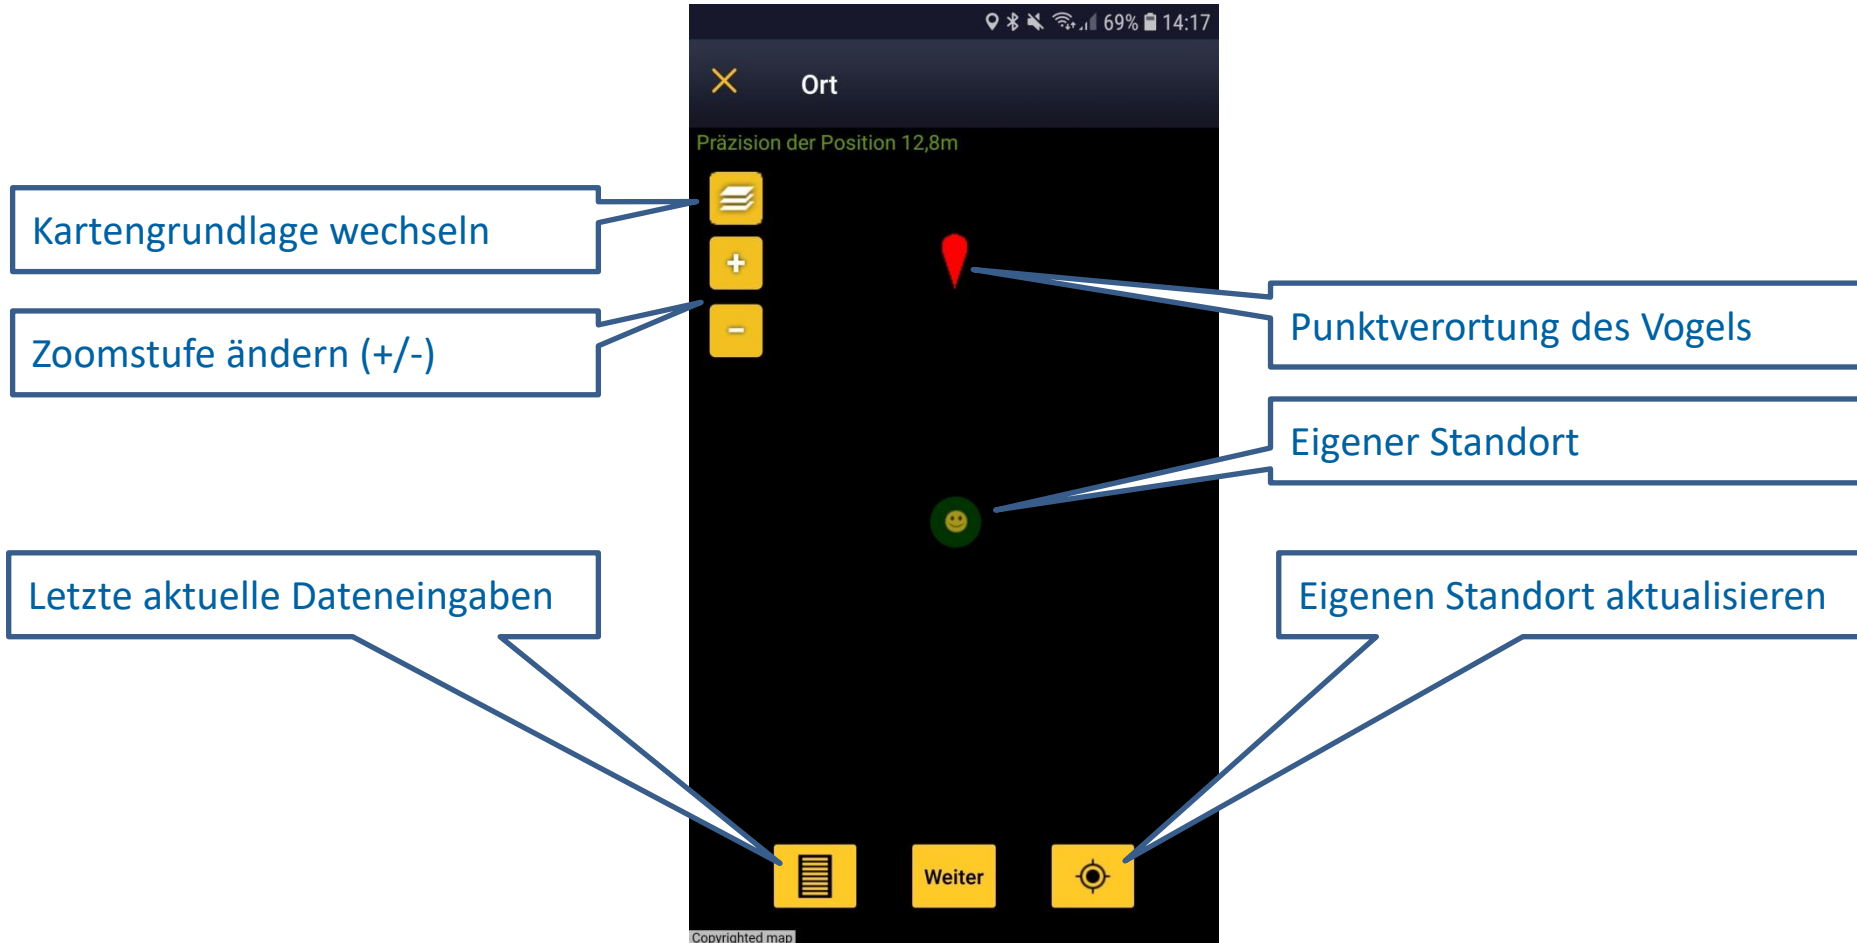 69% 14:17
Ort
Präzision der Position 12,8m
Kartengrundlage wechseln
Zoomstufe ändern (+/-)
Punktverortung des Vogels
Eigener Standort
Letzte aktuelle Dateneingaben
Eigenen Standort aktualisieren
Weiter
Copyrighted map